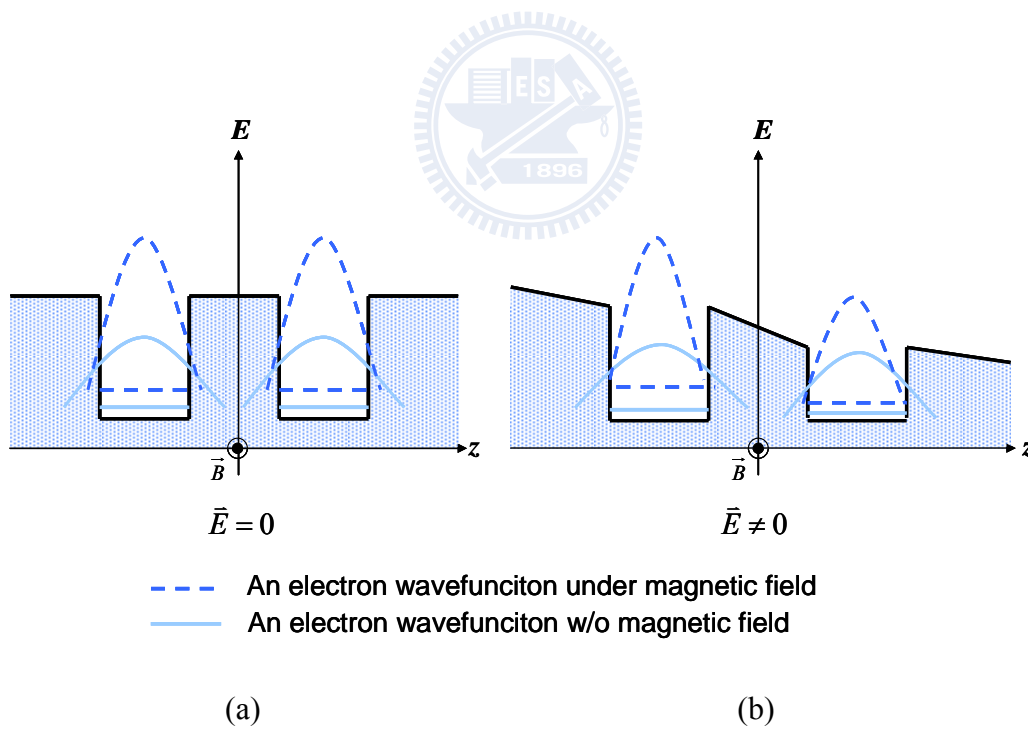 E S A
1896
E
E
z
z
B⃗
B⃗
E⃗ = 0
E⃗ ≠ 0
An electron wavefunciton under magnetic field
An electron wavefunciton w/o magnetic field
(a)
(b)